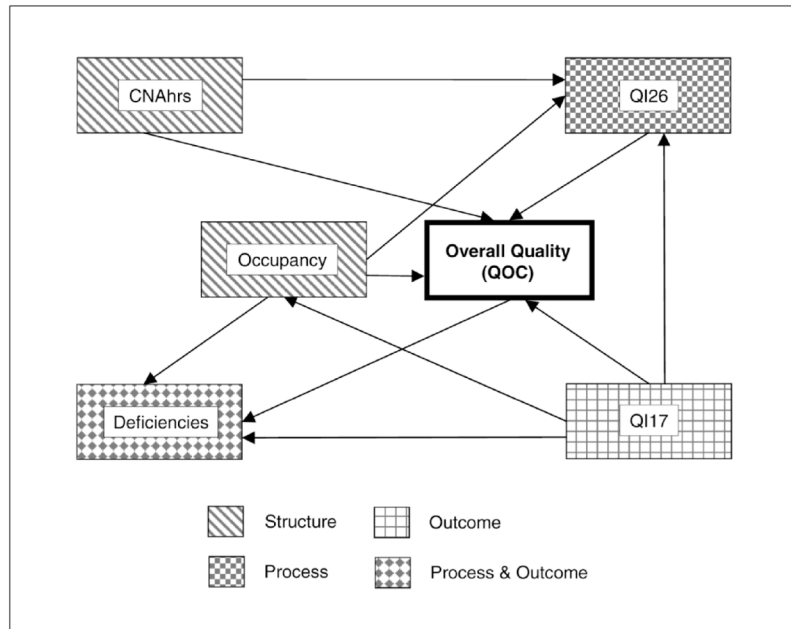 CNAhrs
QI26
Occupancy
Overall Quality
(QOC)
Deficiencies
QI17
Structure
Outcome
Process
Process & Outcome